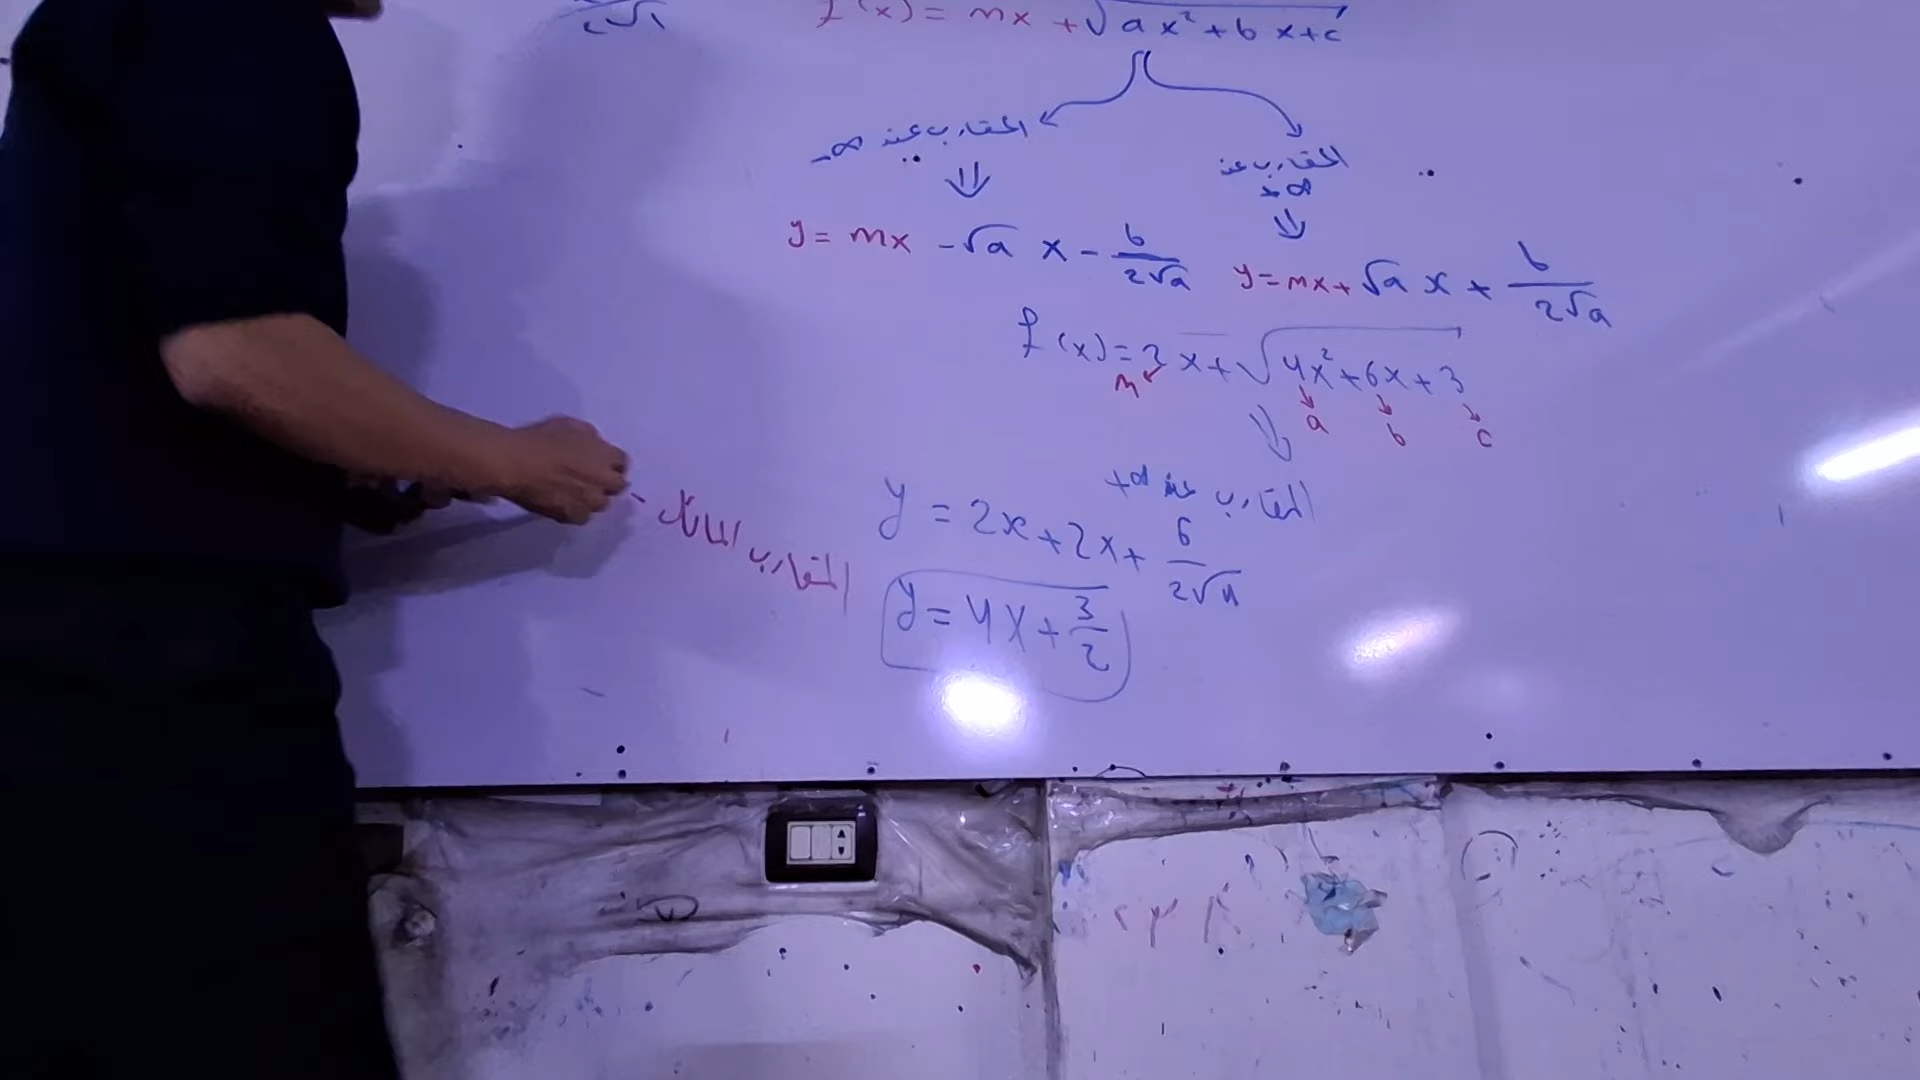 f(x) = mx + √ax²+bx+c
المقارب عند -∞
المقارب عند +∞
y = mx - √a x - b/2√a
y = mx + √a x + b/2√a
f(x) = 2x + √4x²+6x+3
m a b c
المقارب عند +∞
y = 2x + 2x + 6/2√4
المقارب المائل
y = 4x + 3/2